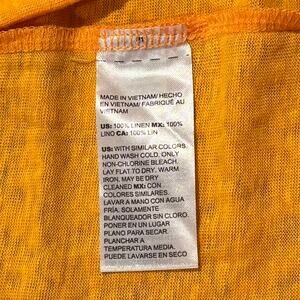 MADE IN VIETNAM/ HECHO
EN VIETNAM/ FABRIQUÉ AU
VIETNAM
US: 100% LINEN MX: 100%
LINO CA: 100% LIN
US: WITH SIMILAR COLORS.
HAND WASH COLD, ONLY
NON-CHLORINE BLEACH,
LAY FLAT TO DRY, WARM
IRON, MAY BE DRY
CLEANED MX: CON
COLORES SIMILARES.
LAVAR A MANO CON AGUA
FRÍA. SOLAMENTE
BLANQUEADOR SIN CLORO.
PONER EN UN LUGAR
PLANO PARA SECAR.
PLANCHAR A
TEMPERATURA MEDIA.
PUEDE LAVARSE EN SECO